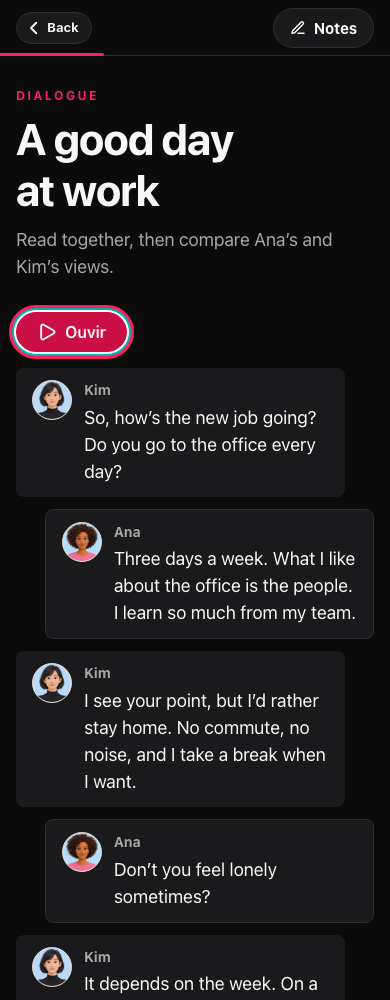 Back
Notes
DIALOGUE
A good day
at work
Read together, then compare Ana’s and
Kim’s views.
Ouvir
Kim
So, how’s the new job going?
Do you go to the office every
day?
Ana
Three days a week. What I like
about the office is the people.
I learn so much from my team.
Kim
I see your point, but I’d rather
stay home. No commute, no
noise, and I take a break when
I want.
Ana
Don’t you feel lonely
sometimes?
Kim
It depends on the week. On a